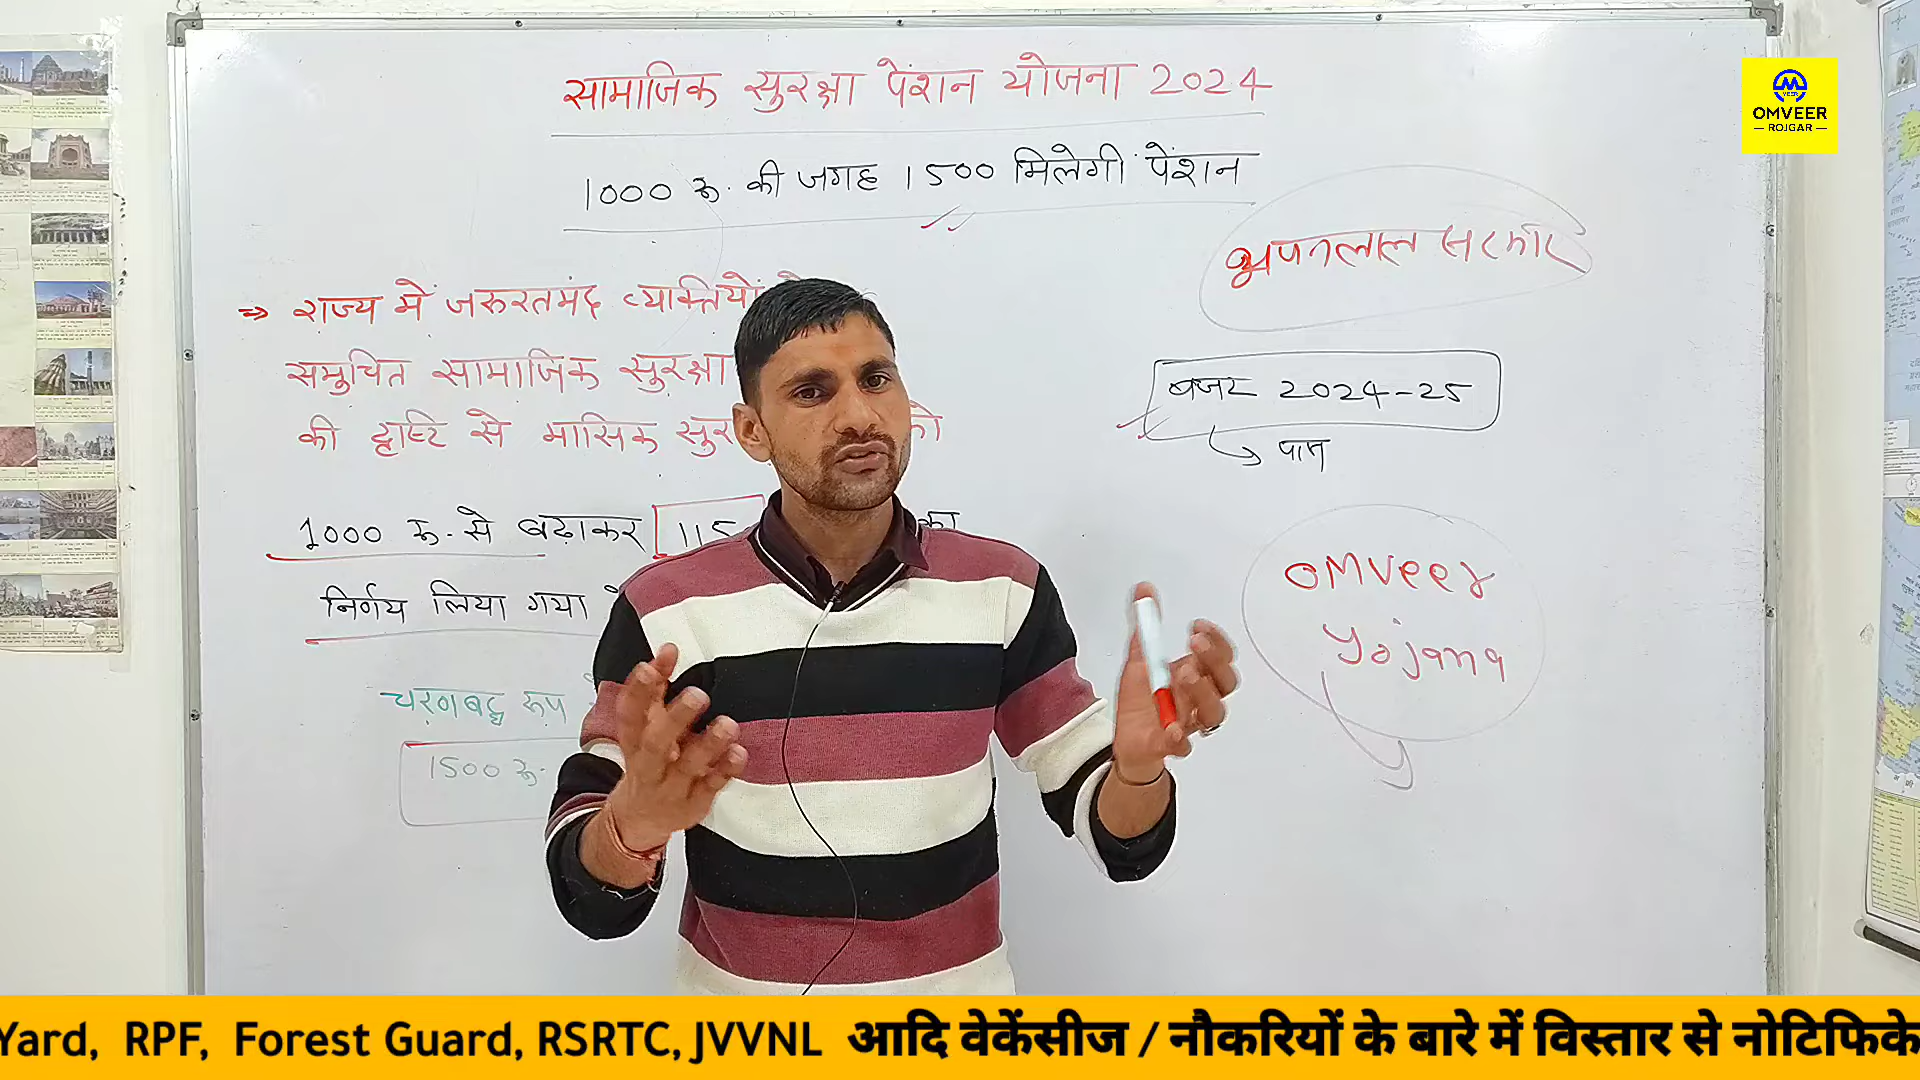 सामाजिक सुरक्षा पेंशन योजना 2024
1000 रू. की जगह 1500 मिलेगी पेंशन
⇒ राज्य में जरूरतमंद व्यक्तियों
समुचित सामाजिक सुरक्षा
की दृष्टि से मासिक
1000 रू. से बढ़ाकर 115 का
निर्णय लिया गया
चरणबद्ध रूप
1500 रू.
भजनलाल सरकार
बजट 2024-25
OMVeer
Yojana
OMVEER
— ROJGAR —
Yard, RPF, Forest Guard, RSRTC, JVVNL आदि वेकेंसीज / नौकरियों के बारे में विस्तार से नोटिफिके